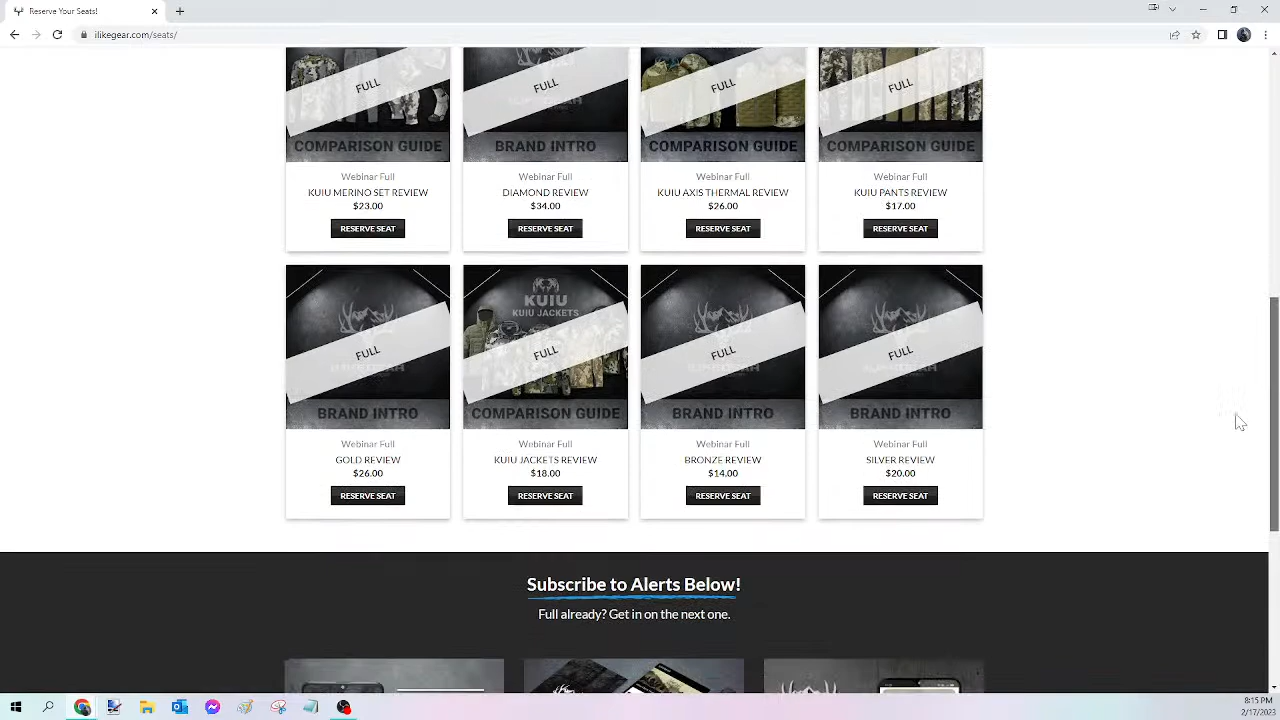 Reserve Your Seats!
ilikegear.com/seats/
FULL
FULL
FULL
FULL
COMPARISON GUIDE
BRAND INTRO
COMPARISON GUIDE
COMPARISON GUIDE
Webinar Full
Webinar Full
Webinar Full
Webinar Full
KUIU MERINO SET REVIEW
DIAMOND REVIEW
KUIU AXIS THERMAL REVIEW
KUIU PANTS REVIEW
$23.00
$34.00
$26.00
$17.00
RESERVE SEAT
RESERVE SEAT
RESERVE SEAT
RESERVE SEAT
KUIU
KUIU JACKETS
FULL
FULL
FULL
FULL
BRAND INTRO
COMPARISON GUIDE
BRAND INTRO
BRAND INTRO
Webinar Full
Webinar Full
Webinar Full
Webinar Full
GOLD REVIEW
KUIU JACKETS REVIEW
BRONZE REVIEW
SILVER REVIEW
$26.00
$18.00
$14.00
$20.00
RESERVE SEAT
RESERVE SEAT
RESERVE SEAT
RESERVE SEAT
Subscribe to Alerts Below!
Full already? Get in on the next one.
8:15 PM
2/17/2023